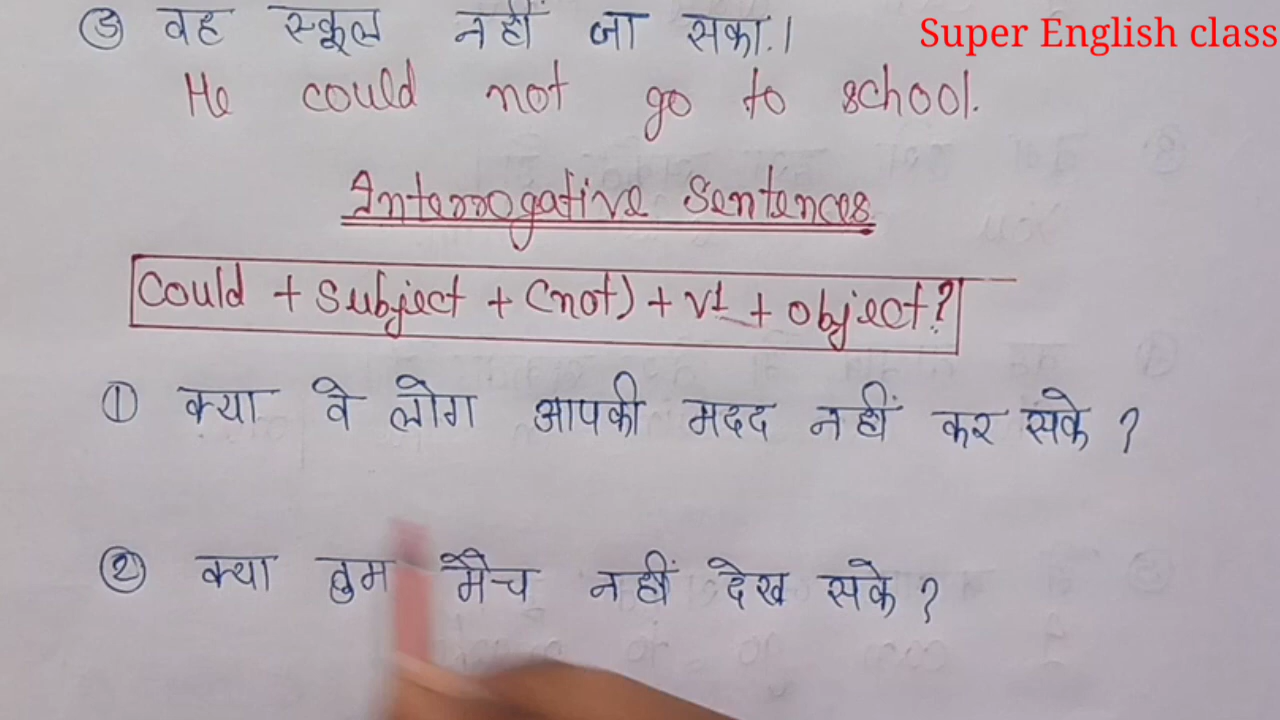 ③ वह स्कूल नहीं जा सका.।
Super English class
He could not go to school.
Interrogative Sentences
Could + Subject + (not) + v1 + object?
① क्या वे लोग आपकी मदद नहीं कर सके ?
② क्या तुम मैच नहीं देख सके ?